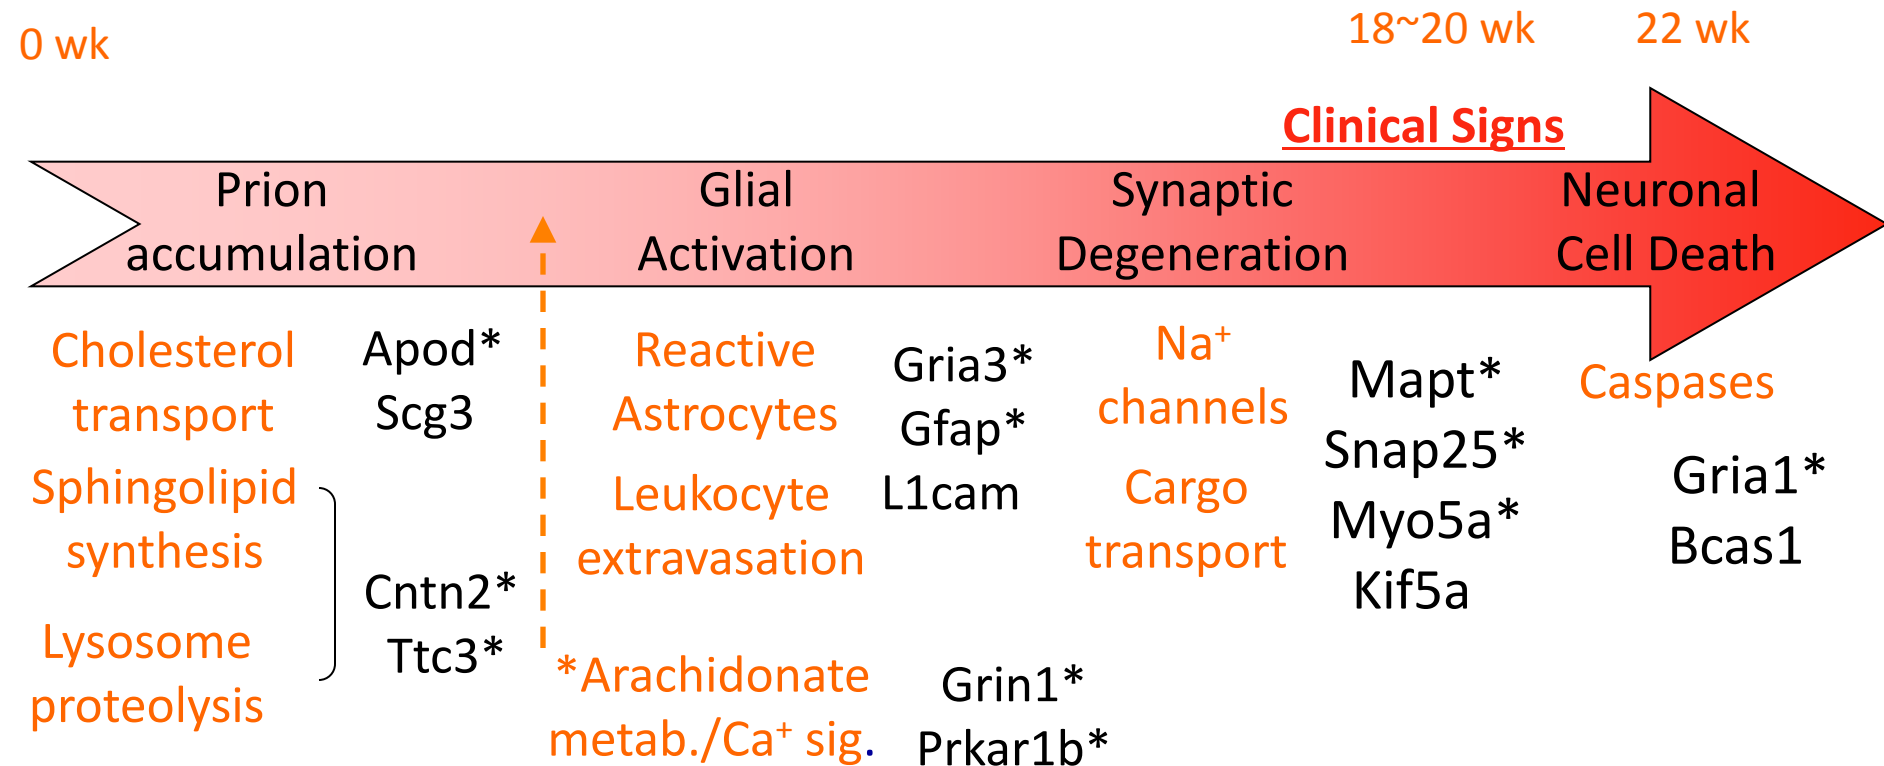 0 wk
18~20 wk
22 wk
Clinical Signs
Prion
accumulation
Glial
Activation
Synaptic
Degeneration
Neuronal
Cell Death
Cholesterol
transport
Apod*
Scg3
Sphingolipid
synthesis
Lysosome
proteolysis
Cntn2*
Ttc3*
Reactive
Astrocytes
Leukocyte
extravasation
Gria3*
Gfap*
L1cam
*Arachidonate
metab./Ca⁺ sig.
Grin1*
Prkar1b*
Na⁺
channels
Cargo
transport
Mapt*
Snap25*
Myo5a*
Kif5a
Caspases
Gria1*
Bcas1